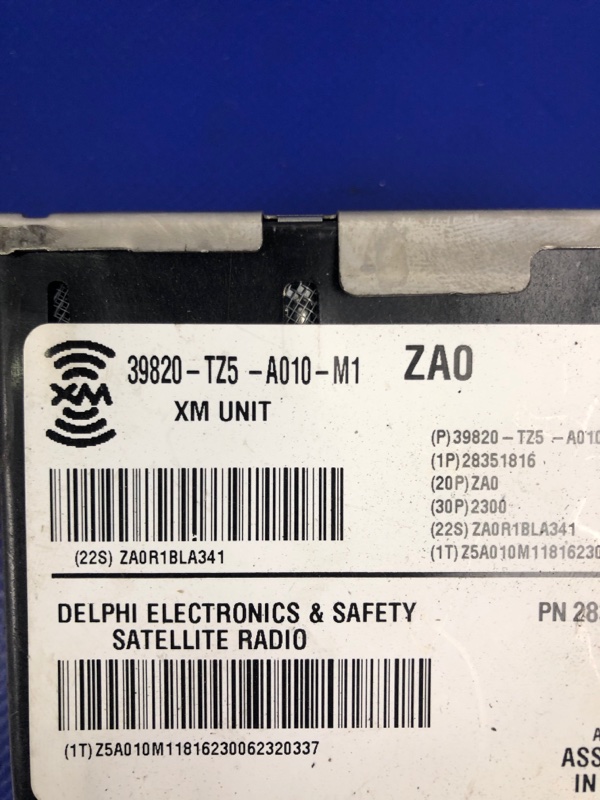 XM
39820-TZ5 -A010-M1 ZA0
XM UNIT
(P)39820-TZ5 -A010
(1P)28351816
(20P)ZA0
(30P)2300
(22S) ZA0R1BLA341
(1T)Z5A010M11816230
(22S) ZA0R1BLA341
DELPHI ELECTRONICS & SAFETY
SATELLITE RADIO
PN 28
(1T)Z5A010M11816230062320337
ASS
IN